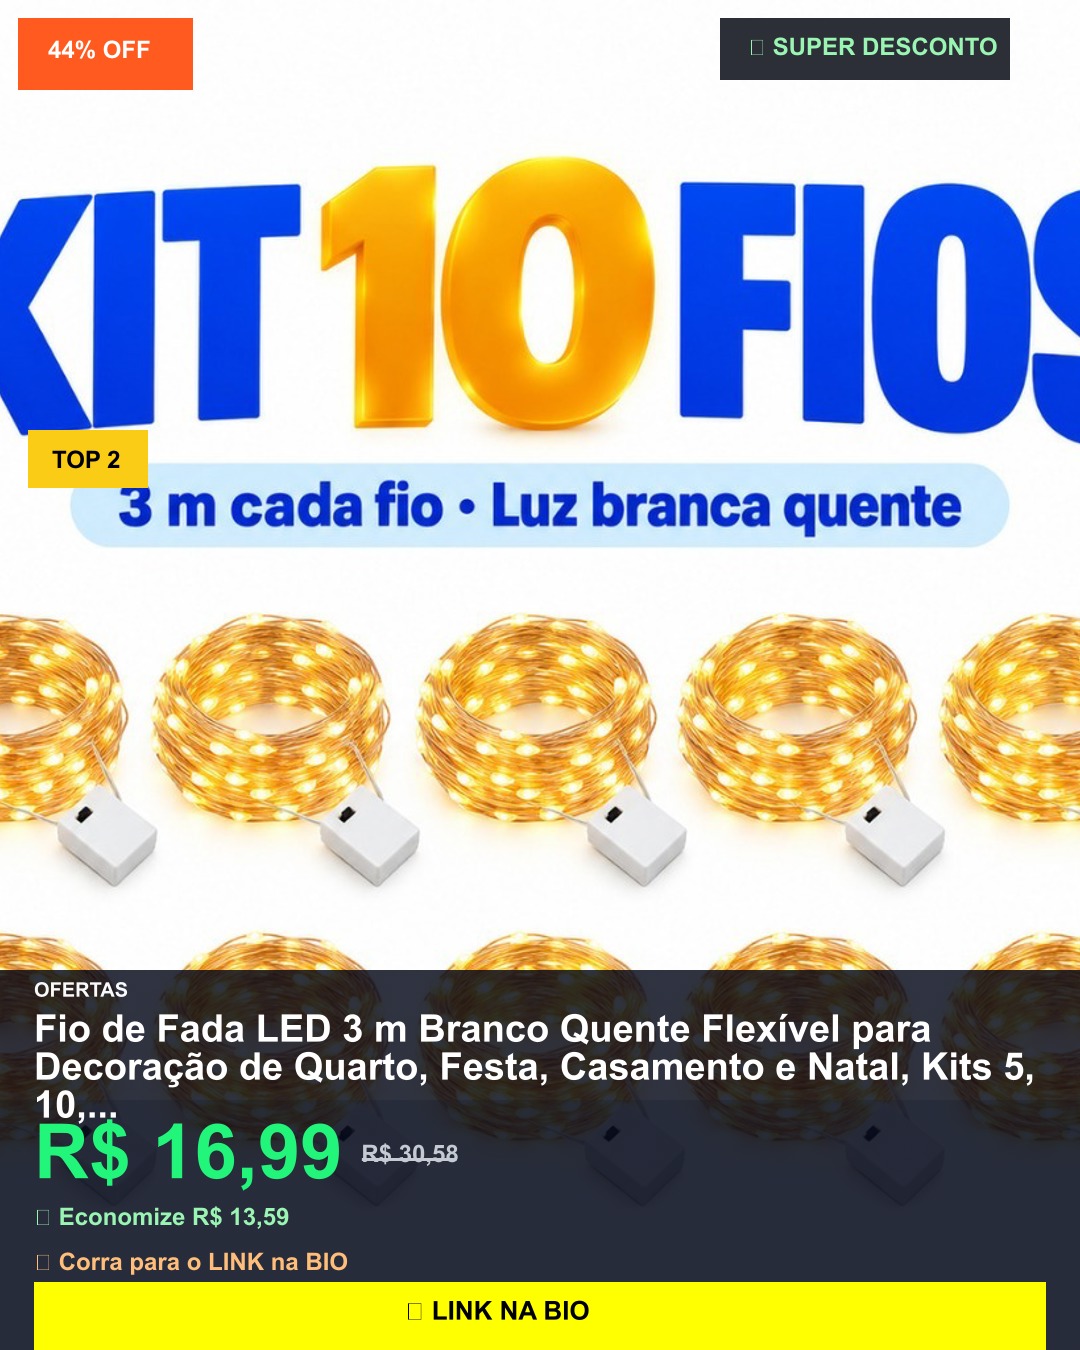 44% OFF
SUPER DESCONTO
KIT 10 FIOS
TOP 2
3 m cada fio • Luz branca quente
OFERTAS
Fio de Fada LED 3 m Branco Quente Flexível para
Decoração de Quarto, Festa, Casamento e Natal, Kits 5,
10,...
R$ 16,99 R$ 30,58
Economize R$ 13,59
Corra para o LINK na BIO
LINK NA BIO